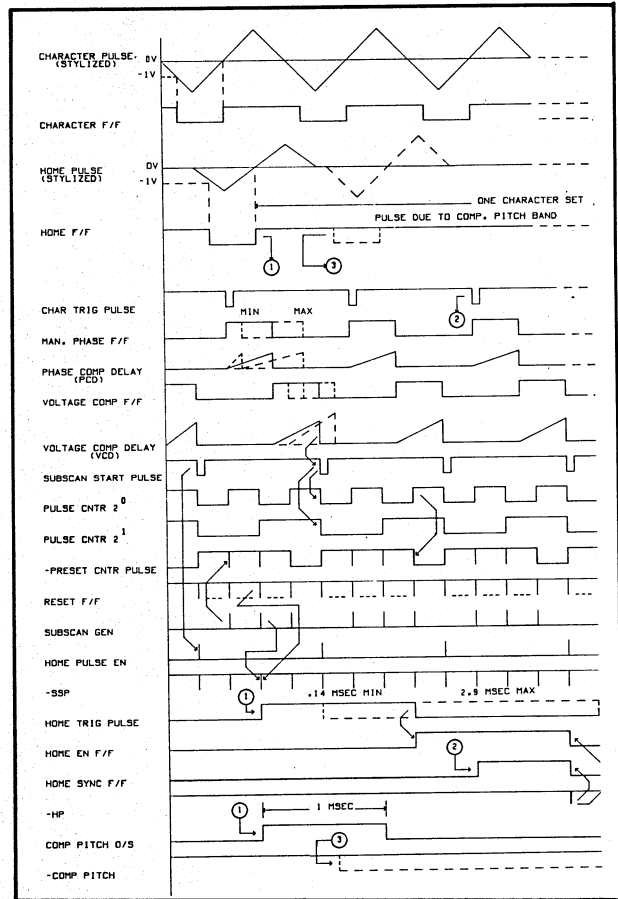 CHARACTER PULSE
(STYLIZED)
0V
-1V
CHARACTER F/F
HOME PULSE
(STYLIZED)
0V
-1V
ONE CHARACTER SET
PULSE DUE TO COMP. PITCH BAND
HOME F/F
1
3
CHAR TRIG PULSE
MIN
MAX
2
MAN. PHASE F/F
PHASE COMP DELAY
(PCD)
VOLTAGE COMP F/F
VOLTAGE COMP DELAY
(VCD)
SUBSCAN START PULSE
PULSE CNTR 2⁰
PULSE CNTR 2¹
-PRESET CNTR PULSE
RESET F/F
SUBSCAN GEN
HOME PULSE EN
-SSP
1
.14 MSEC MIN
2.9 MSEC MAX
HOME TRIG PULSE
HOME EN F/F
2
HOME SYNC F/F
-HP
1
1 MSEC
COMP PITCH O/S
3
-COMP PITCH